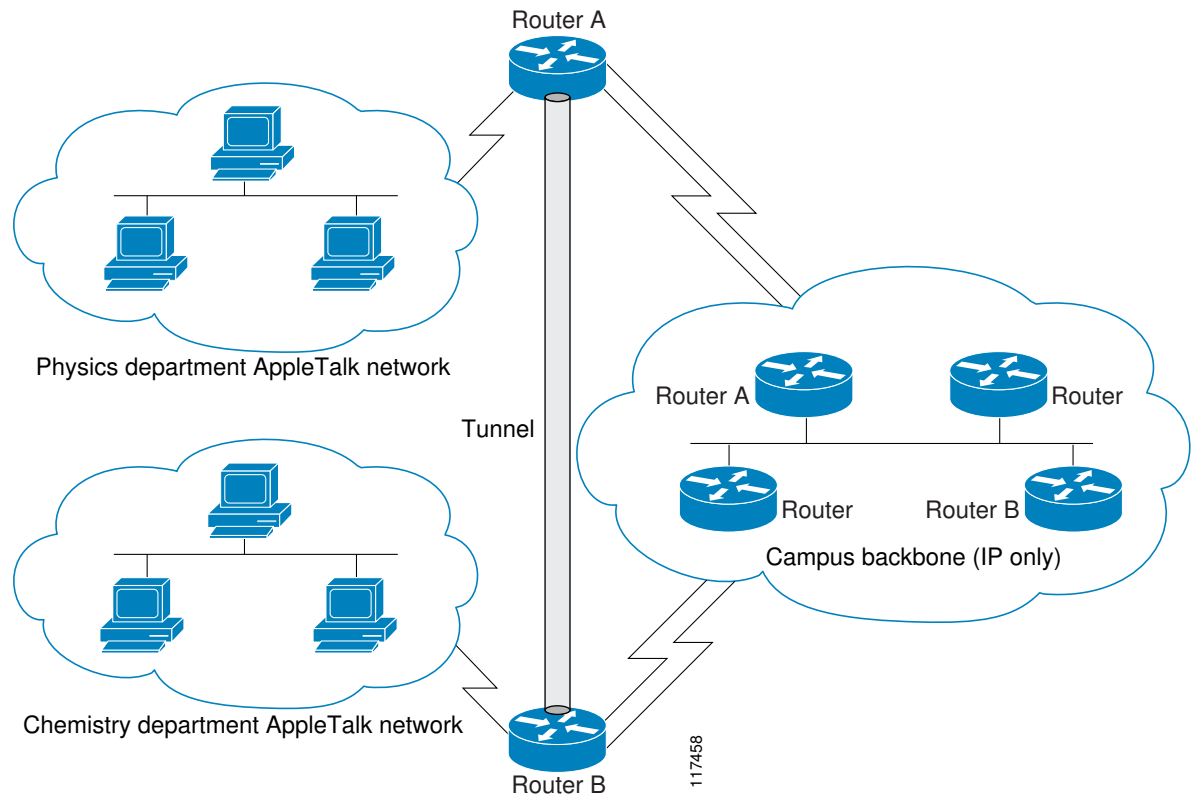 Router A
Physics department AppleTalk network
Router A
Router
Tunnel
Router
Router B
Campus backbone (IP only)
Chemistry department AppleTalk network
117458
Router B